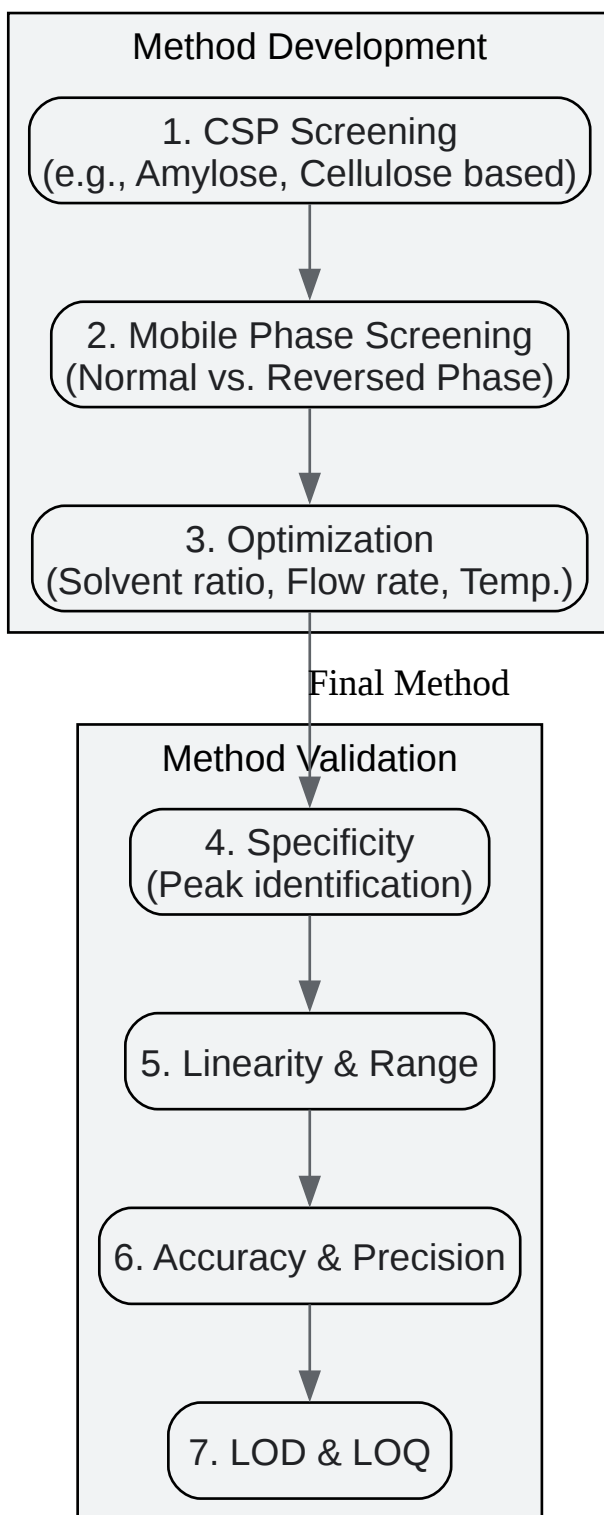 Method Development
1. CSP Screening
(e.g., Amylose, Cellulose based)
2. Mobile Phase Screening
(Normal vs. Reversed Phase)
3. Optimization
(Solvent ratio, Flow rate, Temp.)
Final Method
Method Validation
4. Specificity
(Peak identification)
5. Linearity & Range
6. Accuracy & Precision
7. LOD & LOQ